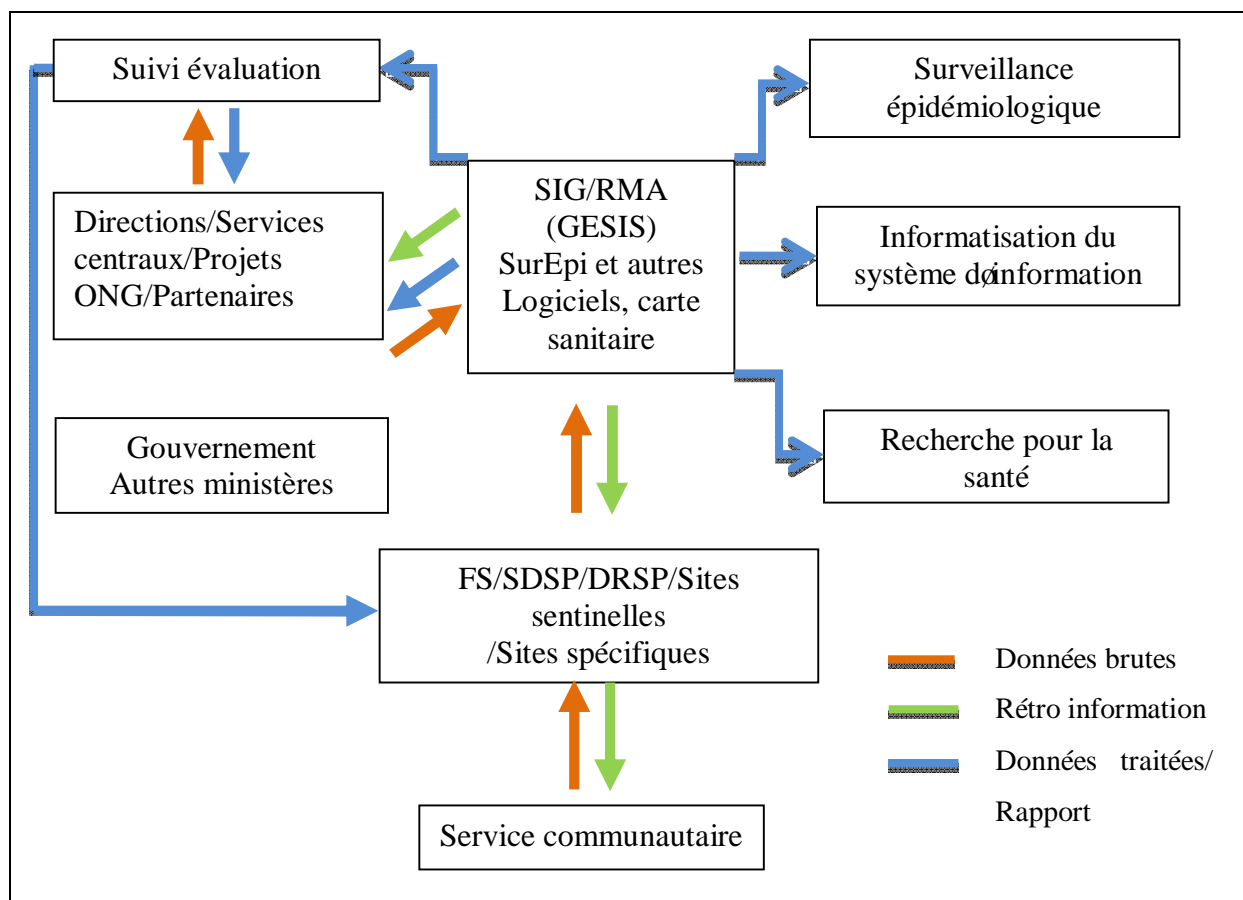 Suivi évaluation
Surveillance
épidémiologique
Directions/Services
centraux/Projets
ONG/Partenaires
SIG/RMA
(GESIS)
SurEpi et autres
Logiciels, carte
sanitaire
Informatisation du
système døinformation
Gouvernement
Autres ministères
Recherche pour la
santé
FS/SDSP/DRSP/Sites
sentinelles
/Sites spécifiques
Service communautaire
Données brutes
Rétro information
Données traitées/
Rapport